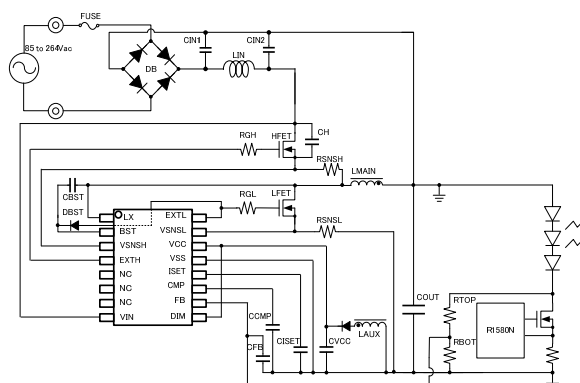 FUSE
85 to 264Vac
CIN1
CIN2
LIN
DB
RGH
HFET
CH
RSNSH
LMAIN
CBST
DBST
RGL
LFET
RSNSL
LX
BST
VSNSH
EXTH
NC
NC
NC
VIN
EXTL
VSNSL
VCC
VSS
ISET
CMP
FB
DIM
CCMP
CFB
CISET
CVCC
LAUX
COUT
RTOP
RBOT
R1580N